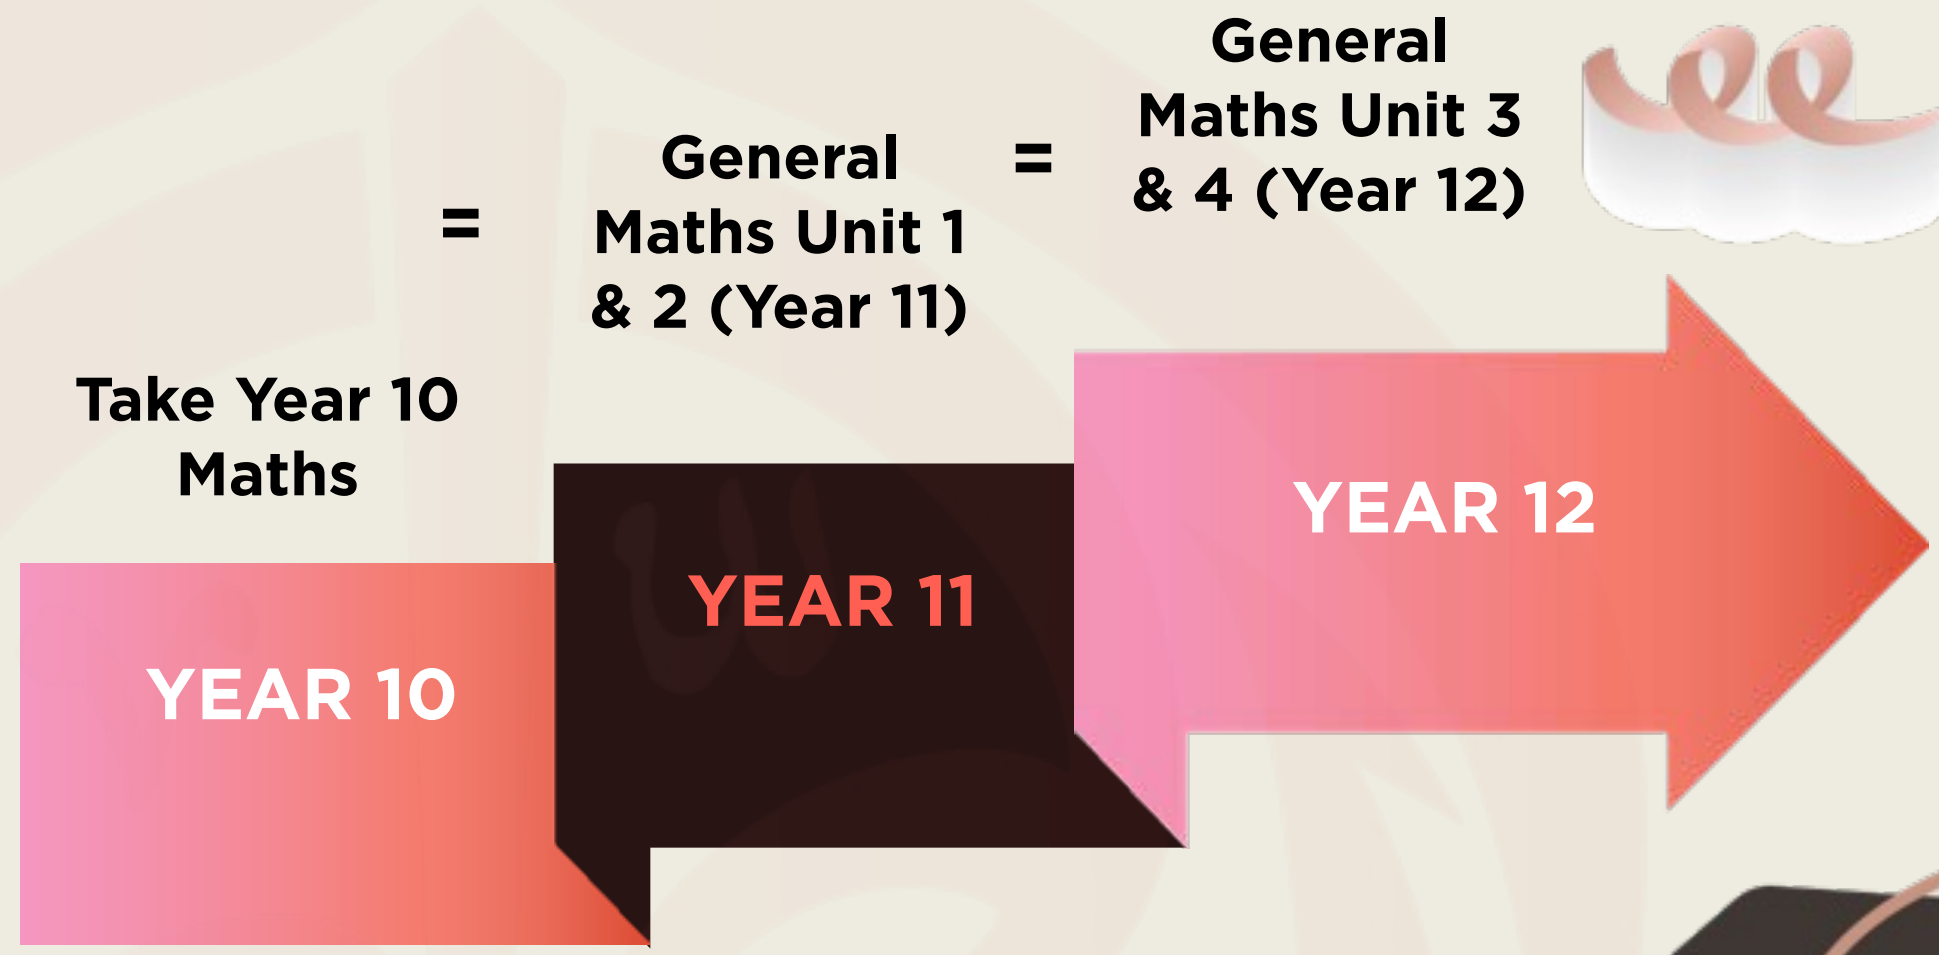 Take Year 10
Maths
=
General
Maths Unit 1
& 2 (Year 11)
=
General
Maths Unit 3
& 4 (Year 12)
YEAR 10
YEAR 11
YEAR 12